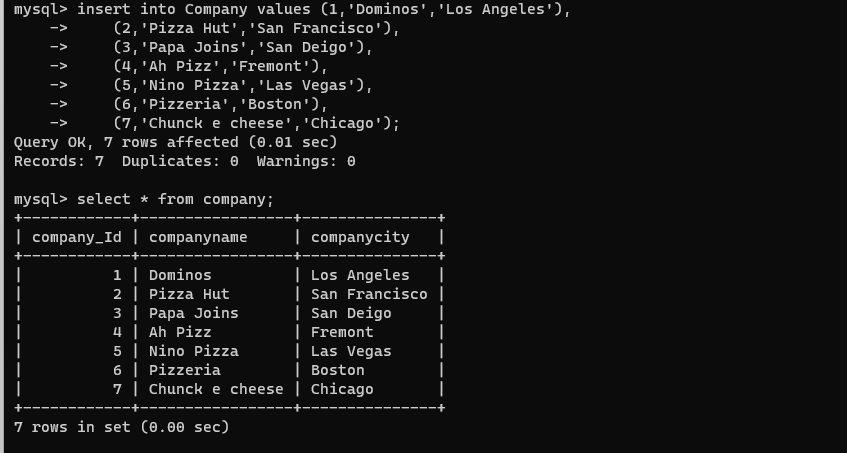 mysql> insert into Company values (1,'Dominos','Los Angeles'),
    ->     (2,'Pizza Hut','San Francisco'),
    ->     (3,'Papa Joins','San Deigo'),
    ->     (4,'Ah Pizz','Fremont'),
    ->     (5,'Nino Pizza','Las Vegas'),
    ->     (6,'Pizzeria','Boston'),
    ->     (7,'Chunck e cheese','Chicago');
Query OK, 7 rows affected (0.01 sec)
Records: 7  Duplicates: 0  Warnings: 0

mysql> select * from company;
+------------+-----------------+---------------+
| company_Id | companyname     | companycity   |
+------------+-----------------+---------------+
|          1 | Dominos         | Los Angeles   |
|          2 | Pizza Hut       | San Francisco |
|          3 | Papa Joins      | San Deigo     |
|          4 | Ah Pizz         | Fremont       |
|          5 | Nino Pizza      | Las Vegas     |
|          6 | Pizzeria        | Boston        |
|          7 | Chunck e cheese | Chicago       |
+------------+-----------------+---------------+
7 rows in set (0.00 sec)